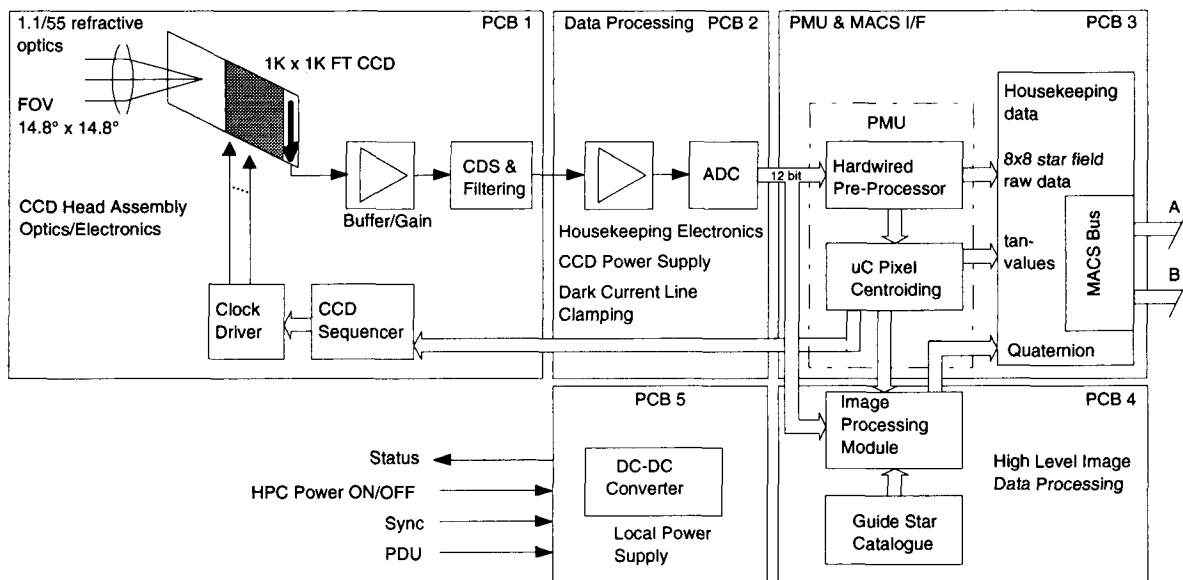 1.1/55 refractive
optics
PCB 1
1K x 1K FT CCD
FOV
14.8° x 14.8°
CCD Head Assembly
Optics/Electronics
Buffer/Gain
CDS &
Filtering
Clock
Driver
CCD
Sequencer
Data Processing
PCB 2
ADC
12 bit
Housekeeping Electronics
CCD Power Supply
Dark Current Line
Clamping
PMU & MACS I/F
PCB 3
PMU
Hardwired
Pre-Processor
uC Pixel
Centroiding
Housekeeping
data
8x8 star field
raw data
tan-
values
MACS Bus
Quaternion
A
B
PCB 5
Status
HPC Power ON/OFF
Sync
PDU
DC-DC
Converter
Local Power
Supply
PCB 4
Image
Processing
Module
High Level Image
Data Processing
Guide Star
Catalogue